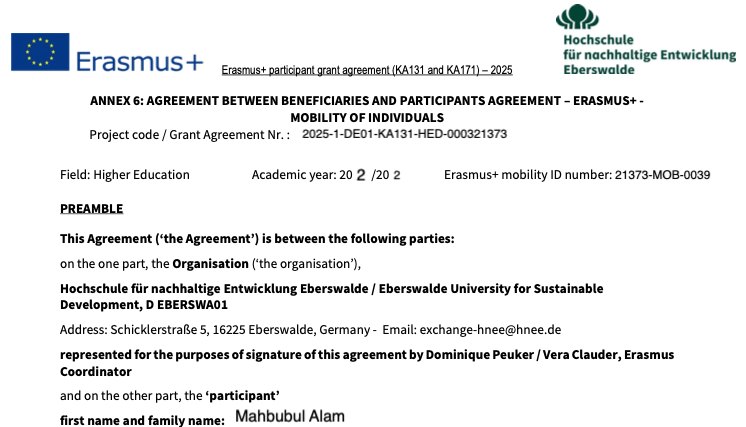 Erasmus+
Erasmus+ participant grant agreement (KA131 and KA171) – 2025
Hochschule
für nachhaltige Entwicklung
Eberswalde
ANNEX 6: AGREEMENT BETWEEN BENEFICIARIES AND PARTICIPANTS AGREEMENT – ERASMUS+ -
MOBILITY OF INDIVIDUALS
Project code / Grant Agreement Nr. : 2025-1-DE01-KA131-HED-000321373
Field: Higher Education Academic year: 20 2 /20 2 Erasmus+ mobility ID number: 21373-MOB-0039
PREAMBLE
This Agreement (‘the Agreement’) is between the following parties:
on the one part, the Organisation (‘the organisation’),
Hochschule für nachhaltige Entwicklung Eberswalde / Eberswalde University for Sustainable
Development, D EBERSWA01
Address: Schicklerstraße 5, 16225 Eberswalde, Germany - Email: exchange-hnee@hnee.de
represented for the purposes of signature of this agreement by Dominique Peuker / Vera Clauder, Erasmus
Coordinator
and on the other part, the ‘participant’
first name and family name: Mahbubul Alam